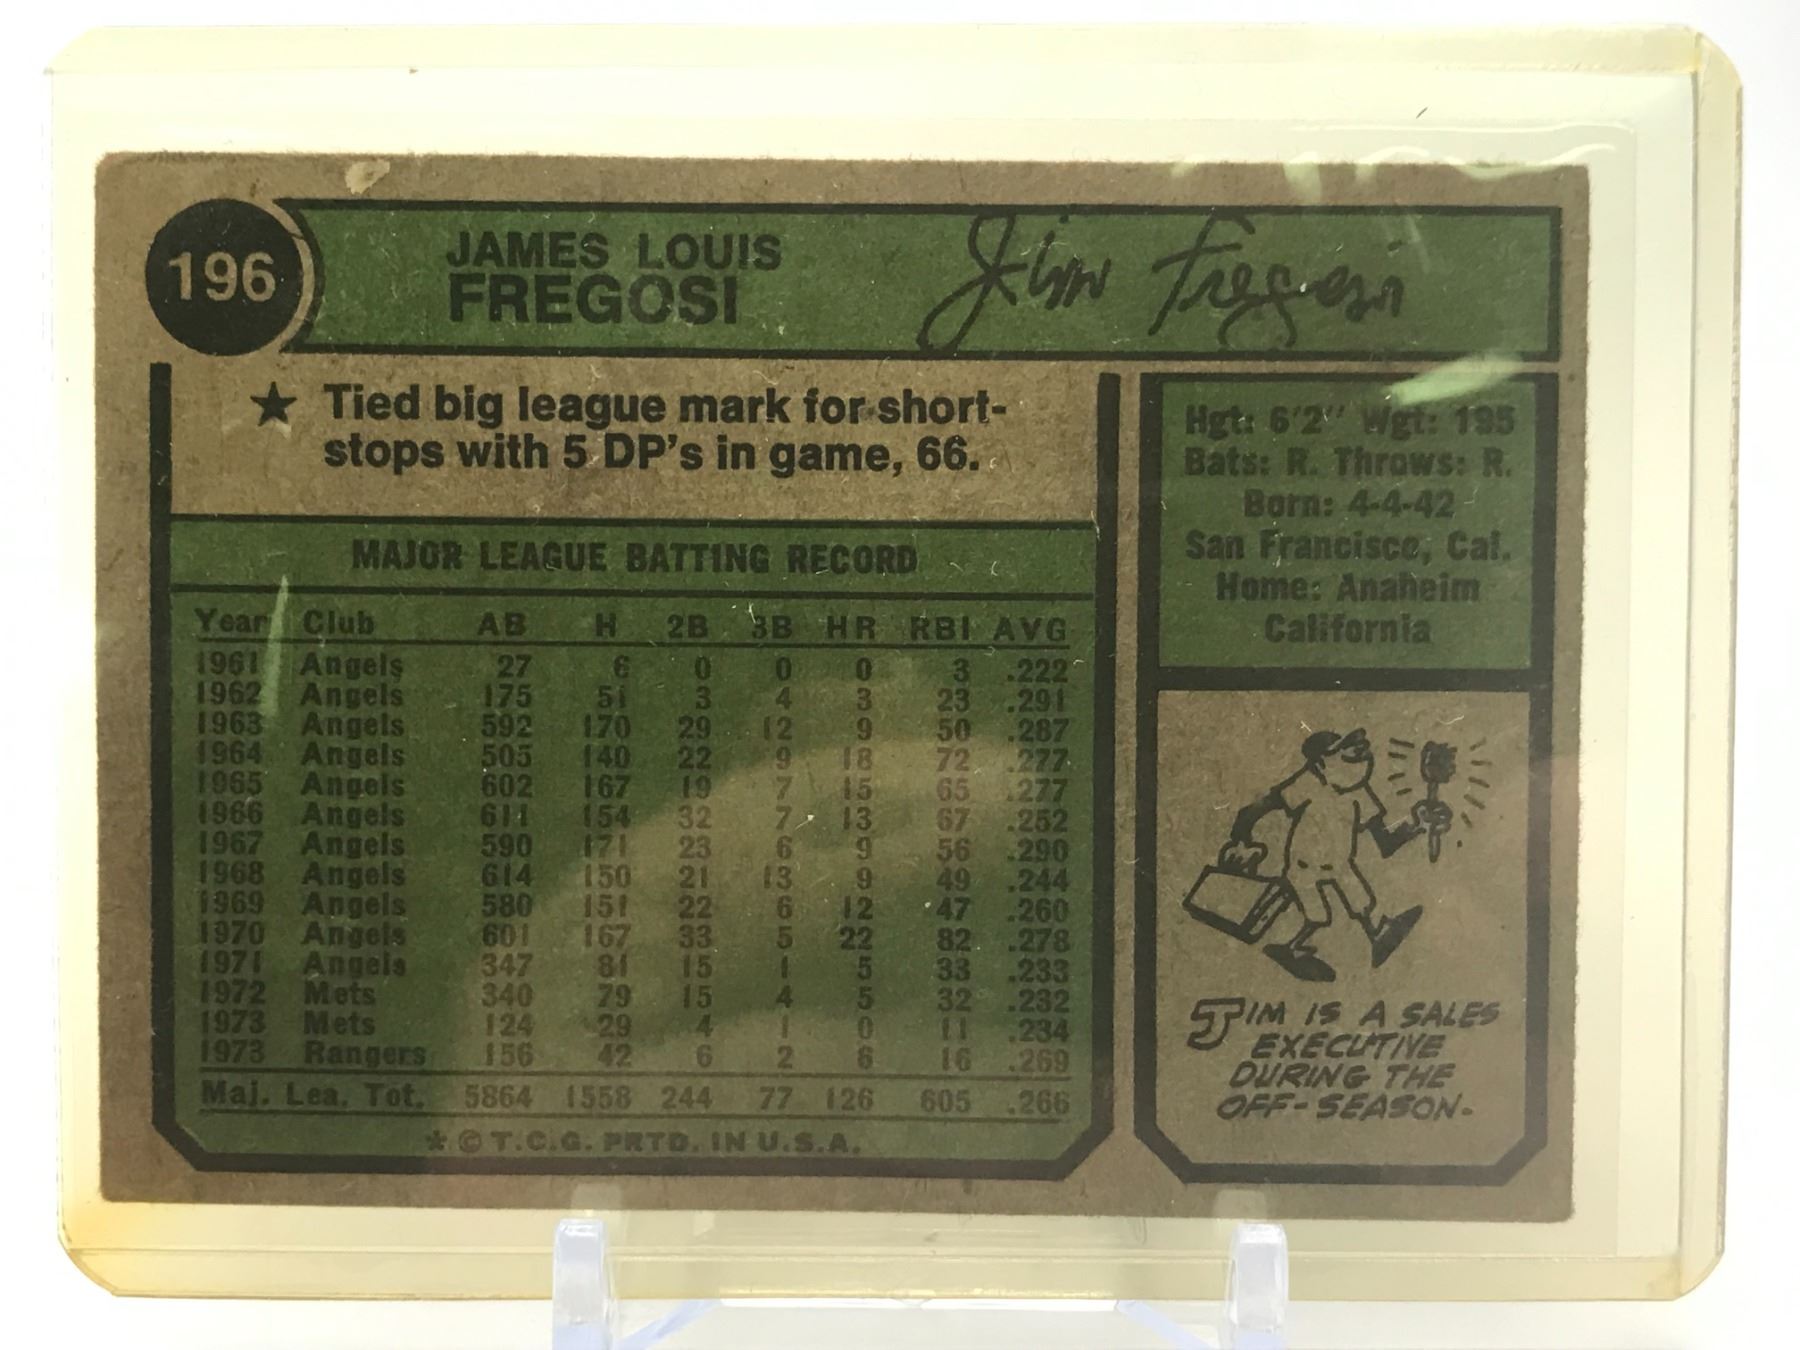 196
JAMES LOUIS
FREGOSI
Jim Fregosi
★ Tied big league mark for short-
stops with 5 DP's in game, 66.
MAJOR LEAGUE BATTING RECORD
Year Club AB H 2B 3B HR RBI AVG
1961 Angels 27 6 0 0 0 3 .222
1962 Angels 175 51 3 4 3 23 .291
1963 Angels 592 170 29 12 9 50 .287
1964 Angels 505 140 22 9 18 72 .277
1965 Angels 602 167 19 7 15 65 .277
1966 Angels 611 154 32 7 13 67 .252
1967 Angels 590 171 23 6 9 56 .290
1968 Angels 614 150 21 13 9 49 .244
1969 Angels 580 151 22 6 12 47 .260
1970 Angels 601 167 33 5 22 82 .278
1971 Angels 347 81 15 1 5 33 .233
1972 Mets 340 79 15 4 5 32 .232
1973 Mets 124 29 4 1 0 11 .234
1973 Rangers 156 42 6 2 6 16 .269
Maj. Lea. Tot. 5864 1558 244 77 126 605 .266
* © T.C.G. PRTD. IN U.S.A.
Hgt: 6'2" Wgt: 195
Bats: R. Throws: R.
Born: 4-4-42
San Francisco, Cal.
Home: Anaheim
California
JIM IS A SALES
EXECUTIVE
DURING THE
OFF-SEASON.